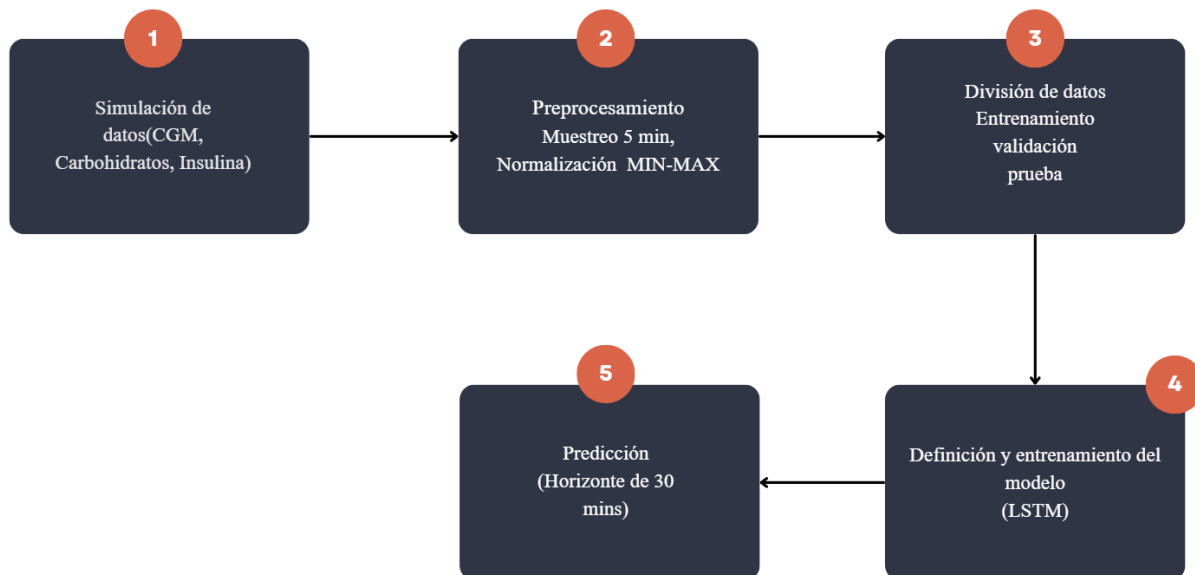 1
Simulación de
datos(CGM,
Carbohidratos, Insulina)
2
Preprocesamiento
Muestreo 5 min,
Normalización MIN-MAX
3
División de datos
Entrenamiento
validación
prueba
4
Definición y entrenamiento del
modelo
(LSTM)
5
Predicción
(Horizonte de 30
mins)